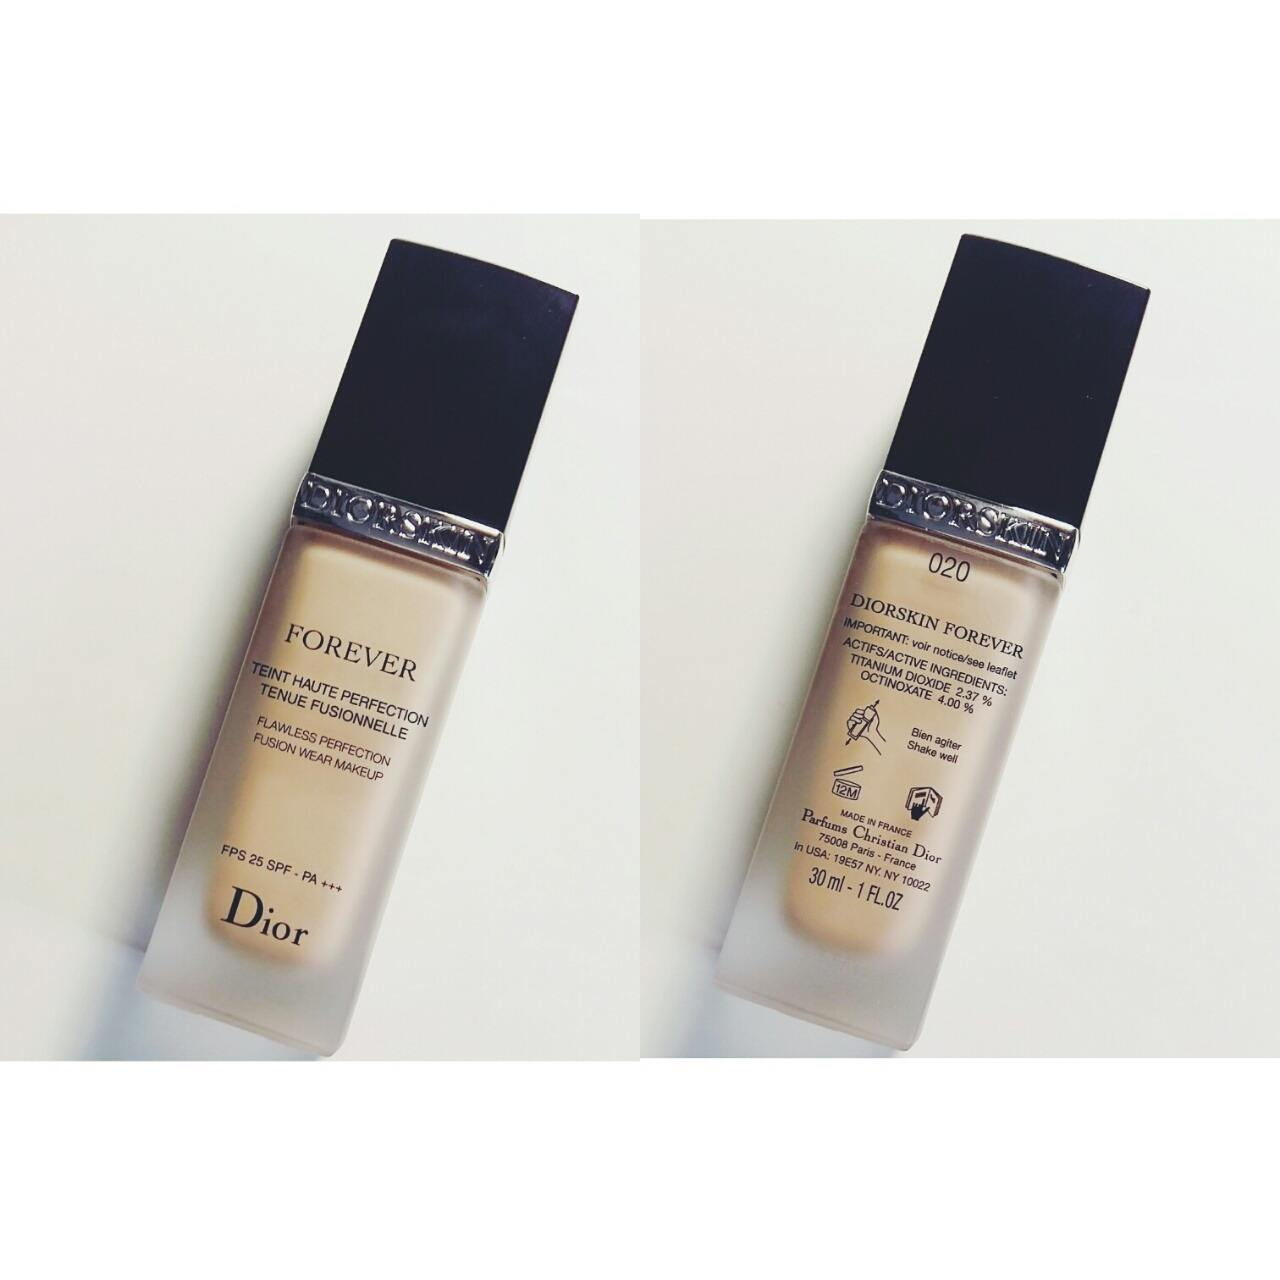 DIORSKIN
FOREVER
TEINT HAUTE PERFECTION
TENUE FUSIONNELLE
FLAWLESS PERFECTION
FUSION WEAR MAKEUP
FPS 25 SPF - PA +++
Dior
DIORSKIN
020
DIORSKIN FOREVER
IMPORTANT: voir notice/see leaflet
ACTIFS/ACTIVE INGREDIENTS:
TITANIUM DIOXIDE 2.37 %
OCTINOXATE 4.00 %
Bien agiter
Shake well
12M
MADE IN FRANCE
Parfums Christian Dior
75008 Paris - France
In USA: 19E57 NY. NY 10022
30 ml - 1 FL.OZ